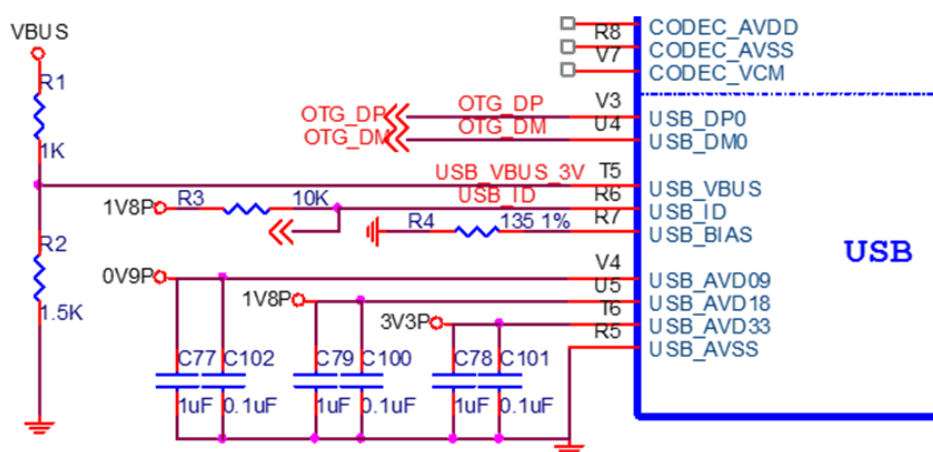 VBUS
R1
1K
R2
1.5K
R8
V7
CODEC_AVDD
CODEC_AVSS
CODEC_VCM
OTG_DP
OTG_DM
OTG_DP
OTG_DM
V3
U4
USB_DP0
USB_DM0
USB_VBUS_3V
T5
USB_VBUS
1V8P
R3
10K
USB_ID
R6
USB_ID
R4
135 1%
R7
USB_BIAS
USB
0V9P
V4
USB_AVD09
1V8P
U5
USB_AVD18
3V3P
T6
USB_AVD33
R5
USB_AVSS
C77
C102
C79
C100
C78
C101
1uF
0.1uF
1uF
0.1uF
1uF
0.1uF